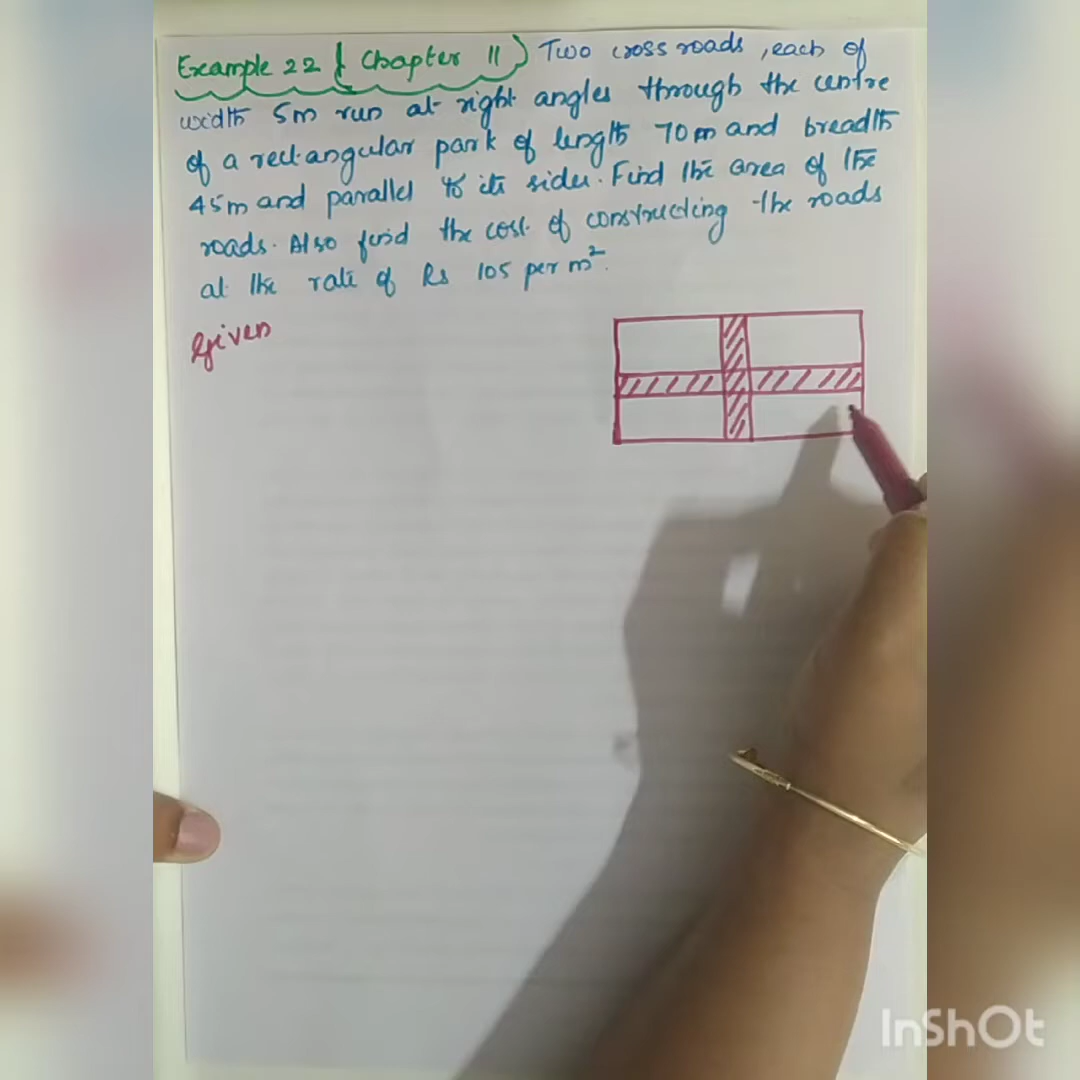 Example 22 { Chapter 11 } Two cross roads, each of
width 5m run at right angles through the centre
of a rectangular park of length 70m and breadth
45m and parallel to its sides. Find the area of the
roads. Also find the cost of constructing the roads
at the rate of Rs 105 per m².
Given
InShOt